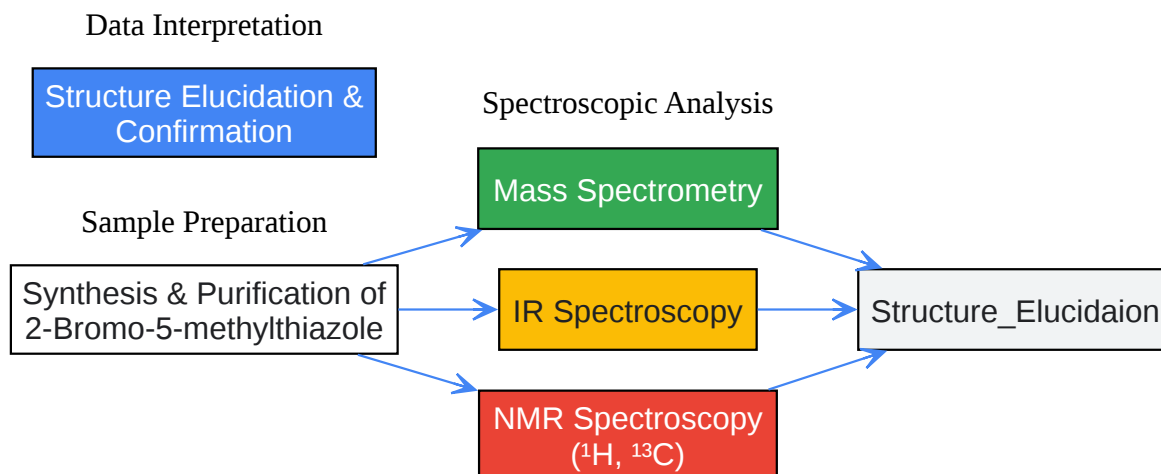 Data Interpretation
Structure Elucidation &
Confirmation
Spectroscopic Analysis
Mass Spectrometry
Sample Preparation
Synthesis & Purification of
2-Bromo-5-methylthiazole
IR Spectroscopy
Structure_Elucidaion
NMR Spectroscopy
(¹H, ¹³C)